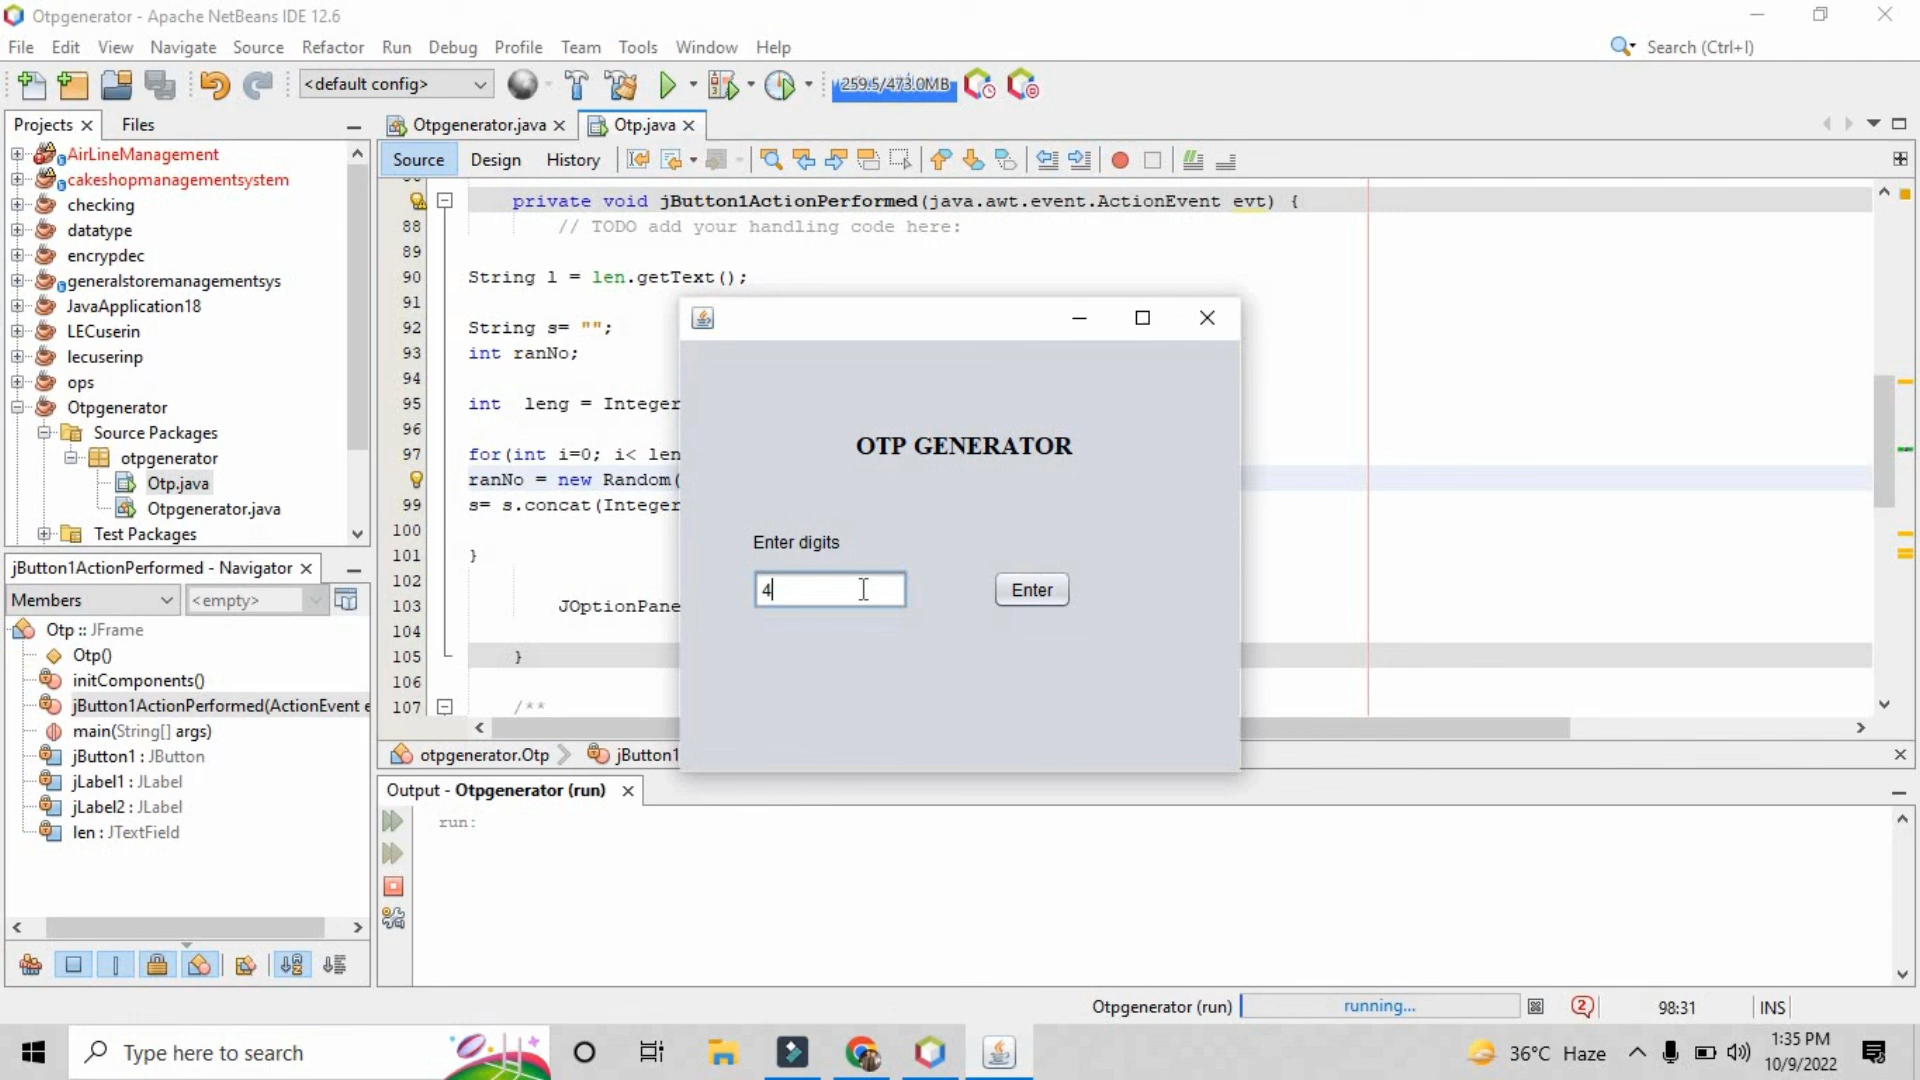 Otpgenerator - Apache NetBeans IDE 12.6
File Edit View Navigate Source Refactor Run Debug Profile Team Tools Window Help
Search (Ctrl+I)
<default config>
259.5/473.0MB
Projects
Files
Otpgenerator.java
Otp.java
Source Design History
AirLineManagement
cakeshopmanagementsystem
checking
datatype
encrypdec
generalstoremanagementsys
JavaApplication18
LECuserin
lecuserinp
ops
Otpgenerator
Source Packages
otpgenerator
Otp.java
Otpgenerator.java
Test Packages
private void jButton1ActionPerformed(java.awt.event.ActionEvent evt) {
88 // TODO add your handling code here:
89
90 String l = len.getText();
91
92 String s= "";
93 int ranNo;
94
95 int leng = Integer
96
97 for(int i=0; i< len
ranNo = new Random(
99 s= s.concat(Integer
100
101 }
102
103 JOptionPane
104
105 }
106
107 /**
OTP GENERATOR
Enter digits
4
Enter
jButton1ActionPerformed - Navigator
Members
<empty>
Otp :: JFrame
Otp()
initComponents()
jButton1ActionPerformed(ActionEvent e
main(String[] args)
jButton1 : JButton
jLabel1 : JLabel
jLabel2 : JLabel
len : JTextField
otpgenerator.Otp
jButton1
Output - Otpgenerator (run)
run:
Otpgenerator (run)
running...
2
98:31
INS
Type here to search
36°C Haze
1:35 PM
10/9/2022